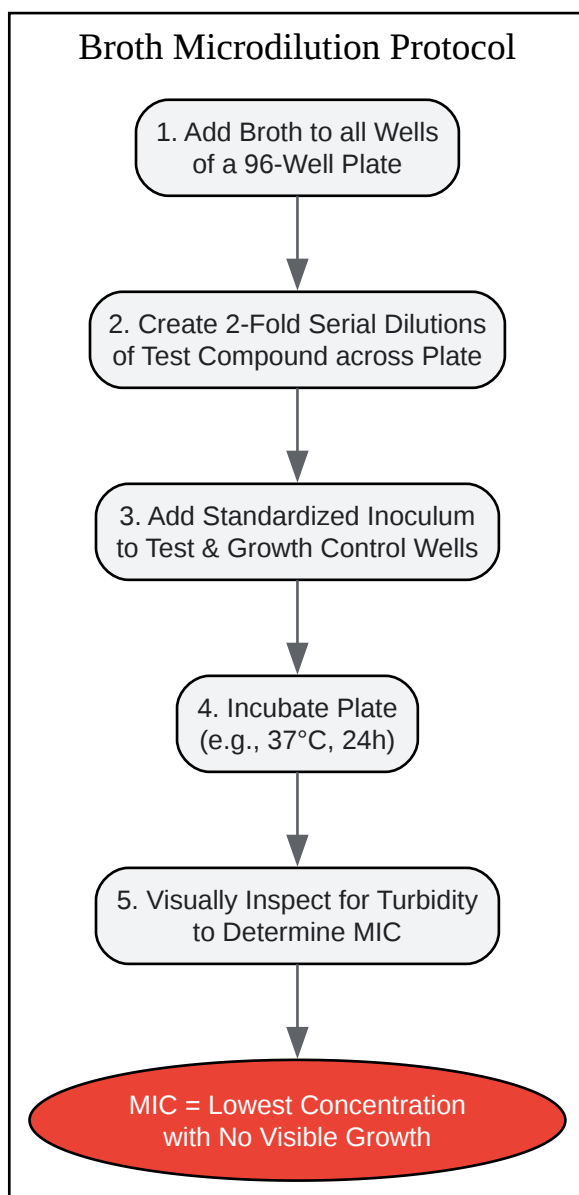 Broth Microdilution Protocol
1. Add Broth to all Wells
of a 96-Well Plate
2. Create 2-Fold Serial Dilutions
of Test Compound across Plate
3. Add Standardized Inoculum
to Test & Growth Control Wells
4. Incubate Plate
(e.g., 37°C, 24h)
5. Visually Inspect for Turbidity
to Determine MIC
MIC = Lowest Concentration
with No Visible Growth